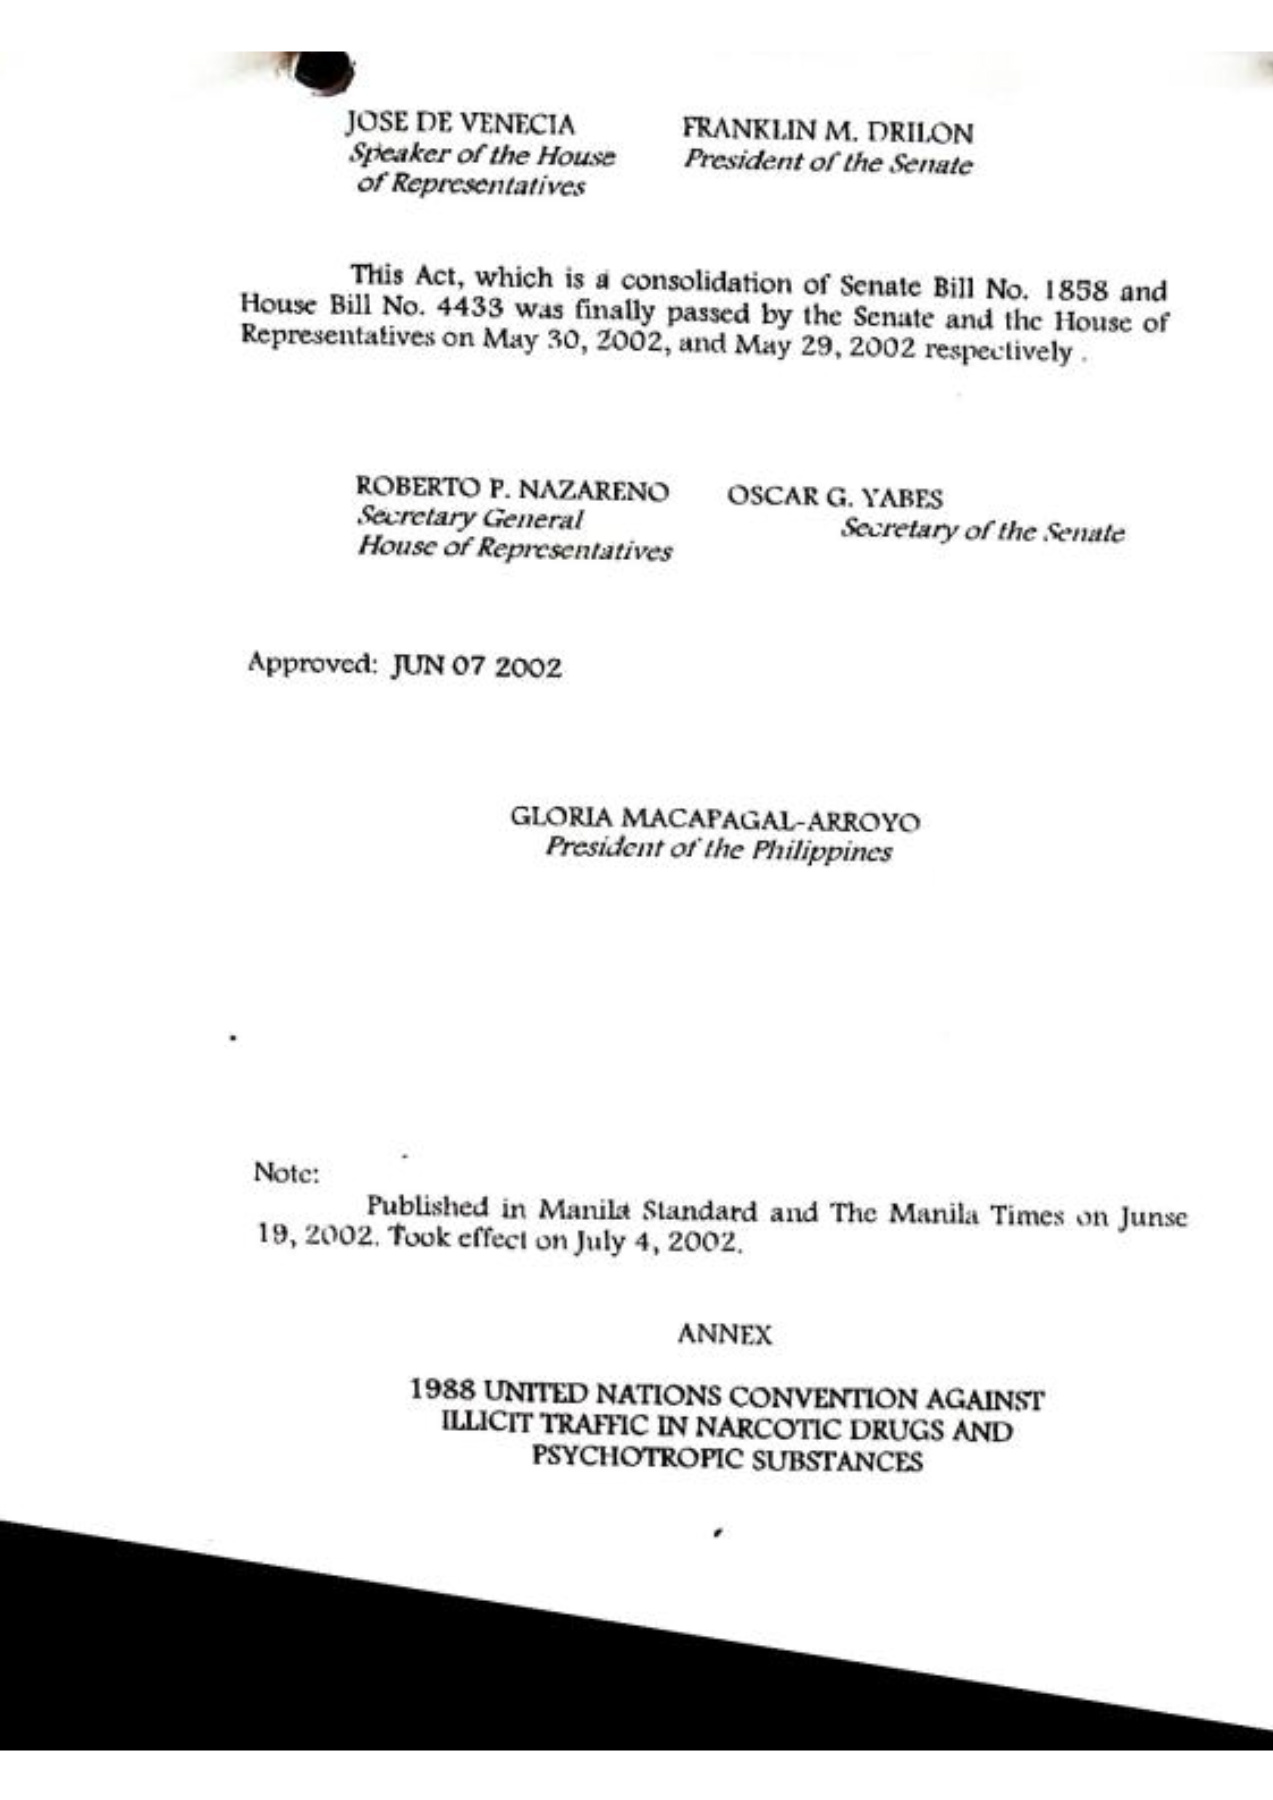 JOSE DE VENECIA
Speaker of the House
of Representatives
FRANKLIN M. DRILON
President of the Senate
This Act, which is a consolidation of Senate Bill No. 1858 and
House Bill No. 4433 was finally passed by the Senate and the House of
Representatives on May 30, 2002, and May 29, 2002 respectively .
ROBERTO P. NAZARENO
Secretary General
House of Representatives
OSCAR G. YABES
Secretary of the Senate
Approved: JUN 07 2002
GLORIA MACAPAGAL-ARROYO
President of the Philippines
Note:
Published in Manila Standard and The Manila Times on Junse
19, 2002. Took effect on July 4, 2002.
ANNEX
1988 UNITED NATIONS CONVENTION AGAINST
ILLICIT TRAFFIC IN NARCOTIC DRUGS AND
PSYCHOTROPIC SUBSTANCES